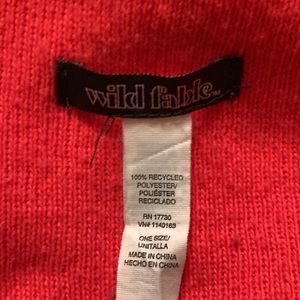 wild fable™
100% RECYCLED
POLYESTER/
POLIÉSTER
RECICLADO
RN 17730
VN# 1140163
ONE SIZE/
UNITALLA
MADE IN CHINA
HECHO EN CHINA